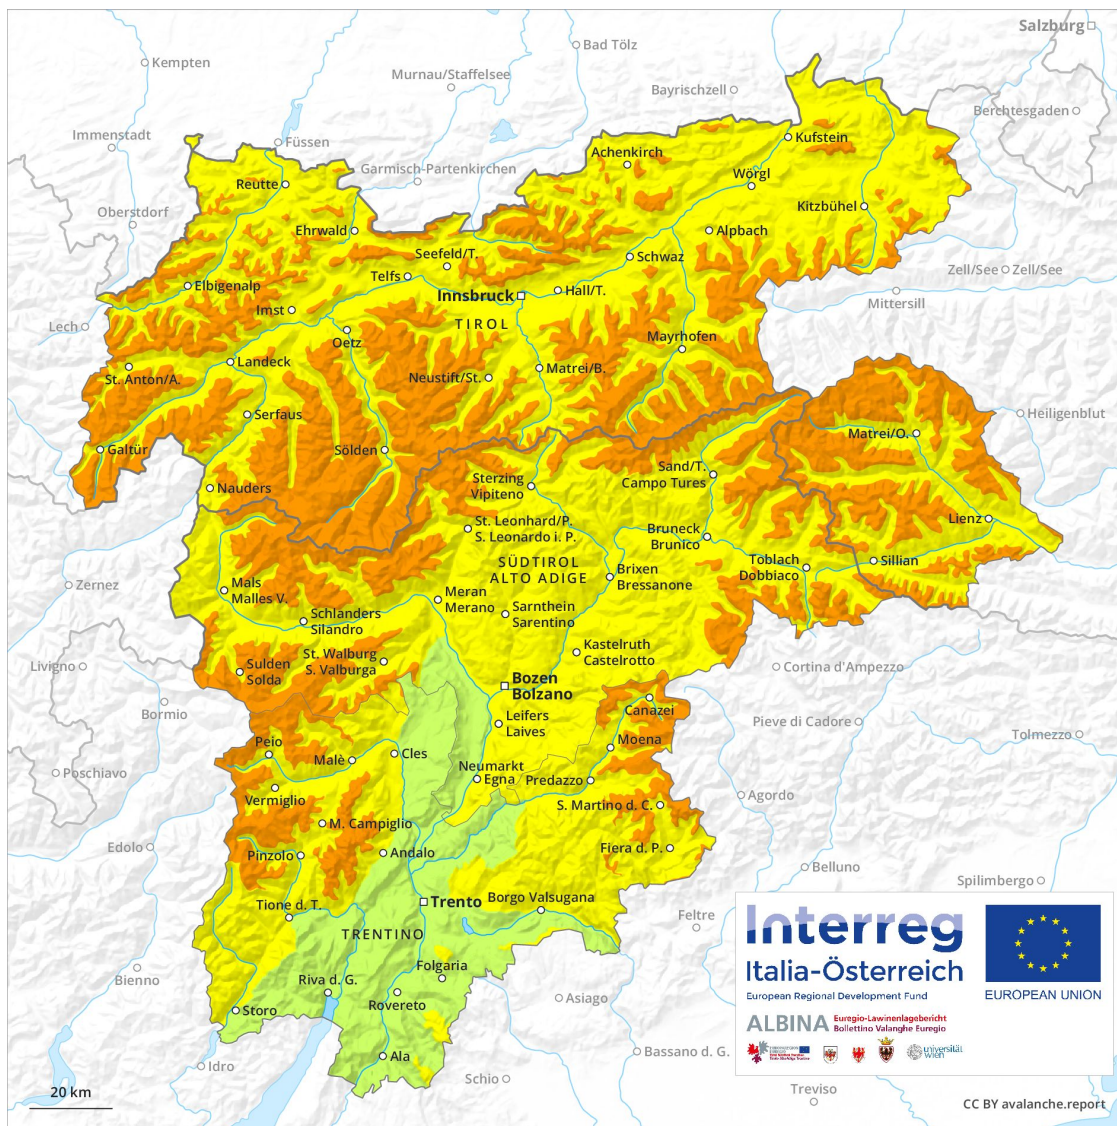 Salzburg
Bad Tölz
Kempten
Murnau/Staffelsee
Bayrischzell
Berchtesgaden
Immenstadt
Füssen
Kufstein
Achenkirch
Garmisch-Partenkirchen
Wörgl
Reutte
Oberstdorf
Kitzbühel
Ehrwald
Alpbach
Seefeld/T.
Schwaz
Telfs
Zell/See
Zell/See
Elbigenalp
Hall/T.
Innsbruck
Mittersill
Imst
TIROL
Lech
Oetz
Mayrhofen
Landeck
Matrei/B.
St. Anton/A.
Neustift/St.
Serfaus
Heiligenblut
Matrei/O.
Galtür
Sölden
Sand/T.
Campo Tures
Sterzing
Vipiteno
Nauders
Lienz
St. Leonhard/P.
S. Leonardo i. P.
Bruneck
Brunico
SÜDTIROL
ALTO ADIGE
Toblach
Dobbiaco
Sillian
Brixen
Bressanone
Zernez
Mals
Malles V.
Meran
Merano
Sarnthein
Sarentino
Schlanders
Silandro
Kastelruth
Castelrotto
St. Walburg
S. Valburga
Livigno
Sulden
Solda
Cortina d'Ampezzo
Bozen
Bolzano
Canazei
Bormio
Leifers
Laives
Pieve di Cadore
Tolmezzo
Peio
Moena
Malè
Cles
Neumarkt
Egna
Predazzo
Poschiavo
Vermiglio
Agordo
S. Martino d. C.
M. Campiglio
Edolo
Pinzolo
Andalo
Fiera d. P.
Belluno
Spilimbergo
Borgo Valsugana
Trento
Tione d. T.
Feltre
TRENTINO
Interreg
Italia-Österreich
European Regional Development Fund
EUROPEAN UNION
Folgaria
Bienno
Riva d. G.
Rovereto
Asiago
Storo
ALBINA
Euregio-Lawinenlagebericht
Bollettino Valanghe Euregio
universität
wien
Ala
Bassano d. G.
Idro
Schio
Treviso
20 km
CC BY avalanche.report